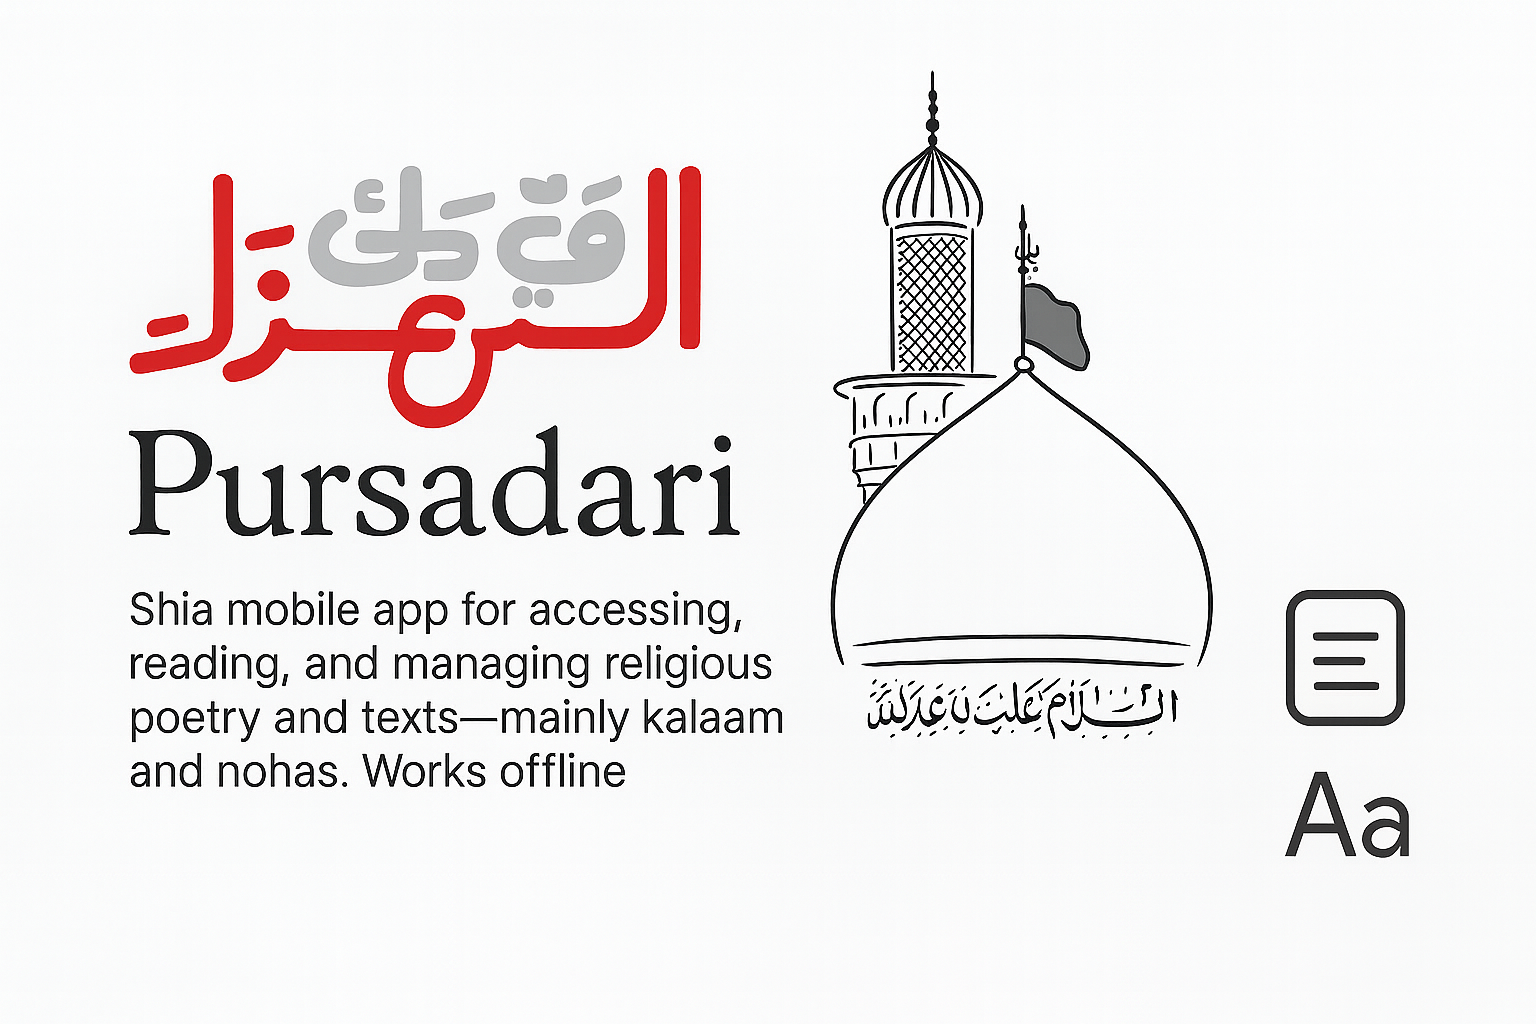 Pursadari
Shia mobile app for accessing,
reading, and managing religious
poetry and texts—mainly kalaam
and nohas. Works offline
السلام
Aa